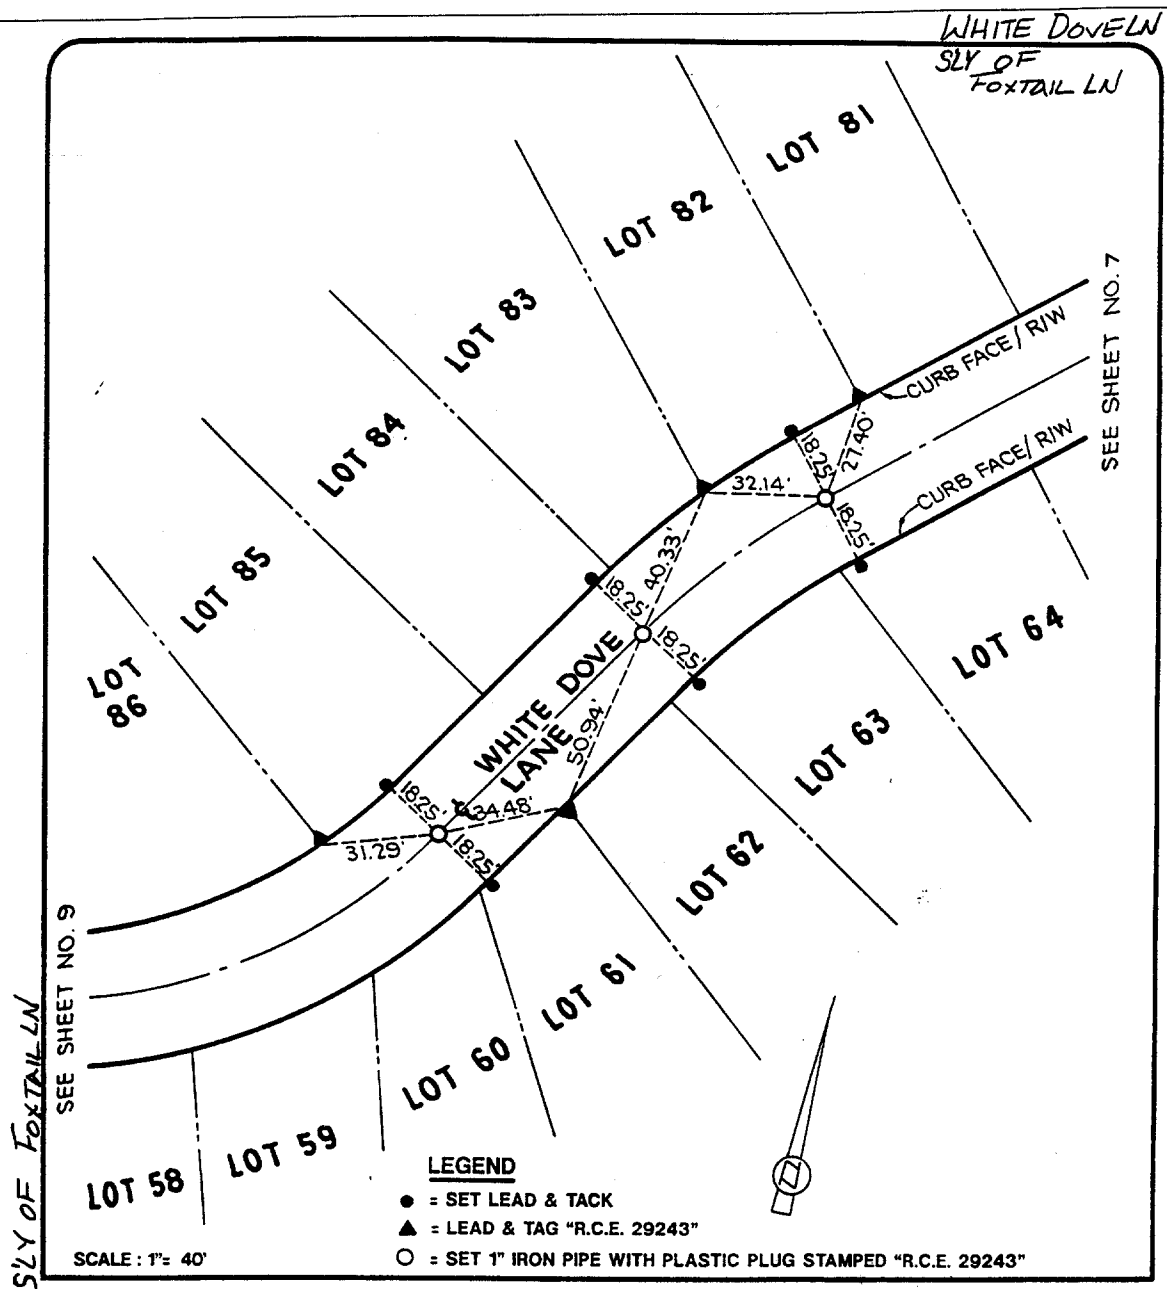 WHITE DOVE LN
SLY OF
FOXTAIL LN
LOT 81
LOT 82
LOT 83
LOT 84
LOT 85
LOT
86
SEE SHEET NO. 7
CURB FACE/ R/W
CURB FACE/ R/W
18.25'
27.40'
32.14'
18.25'
40.33'
18.25'
18.25'
WHITE DOVE
LANE
50.94'
18.25'
℄
34.48'
31.29'
18.25'
LOT 64
LOT 63
LOT 62
LOT 61
LOT 60
LOT 59
LOT 58
SEE SHEET NO. 9
S'LY OF FOXTAIL LN
N
LEGEND
● = SET LEAD & TACK
▲ = LEAD & TAG "R.C.E. 29243"
○ = SET 1" IRON PIPE WITH PLASTIC PLUG STAMPED "R.C.E. 29243"
SCALE : 1"= 40'